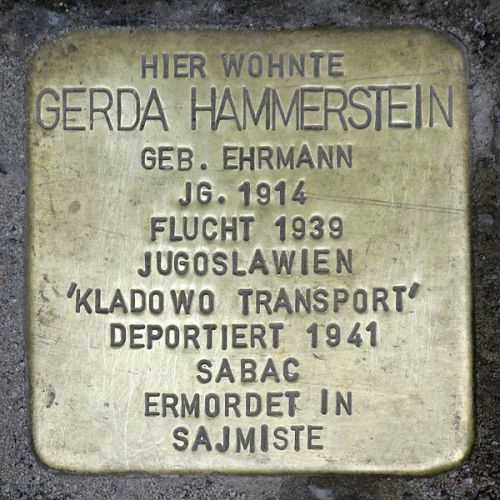 HIER WOHNTE
GERDA HAMMERSTEIN
GEB. EHRMANN
JG. 1914
FLUCHT 1939
JUGOSLAWIEN
'KLADOWO TRANSPORT'
DEPORTIERT 1941
SABAC
ERMORDET IN
SAJMISTE